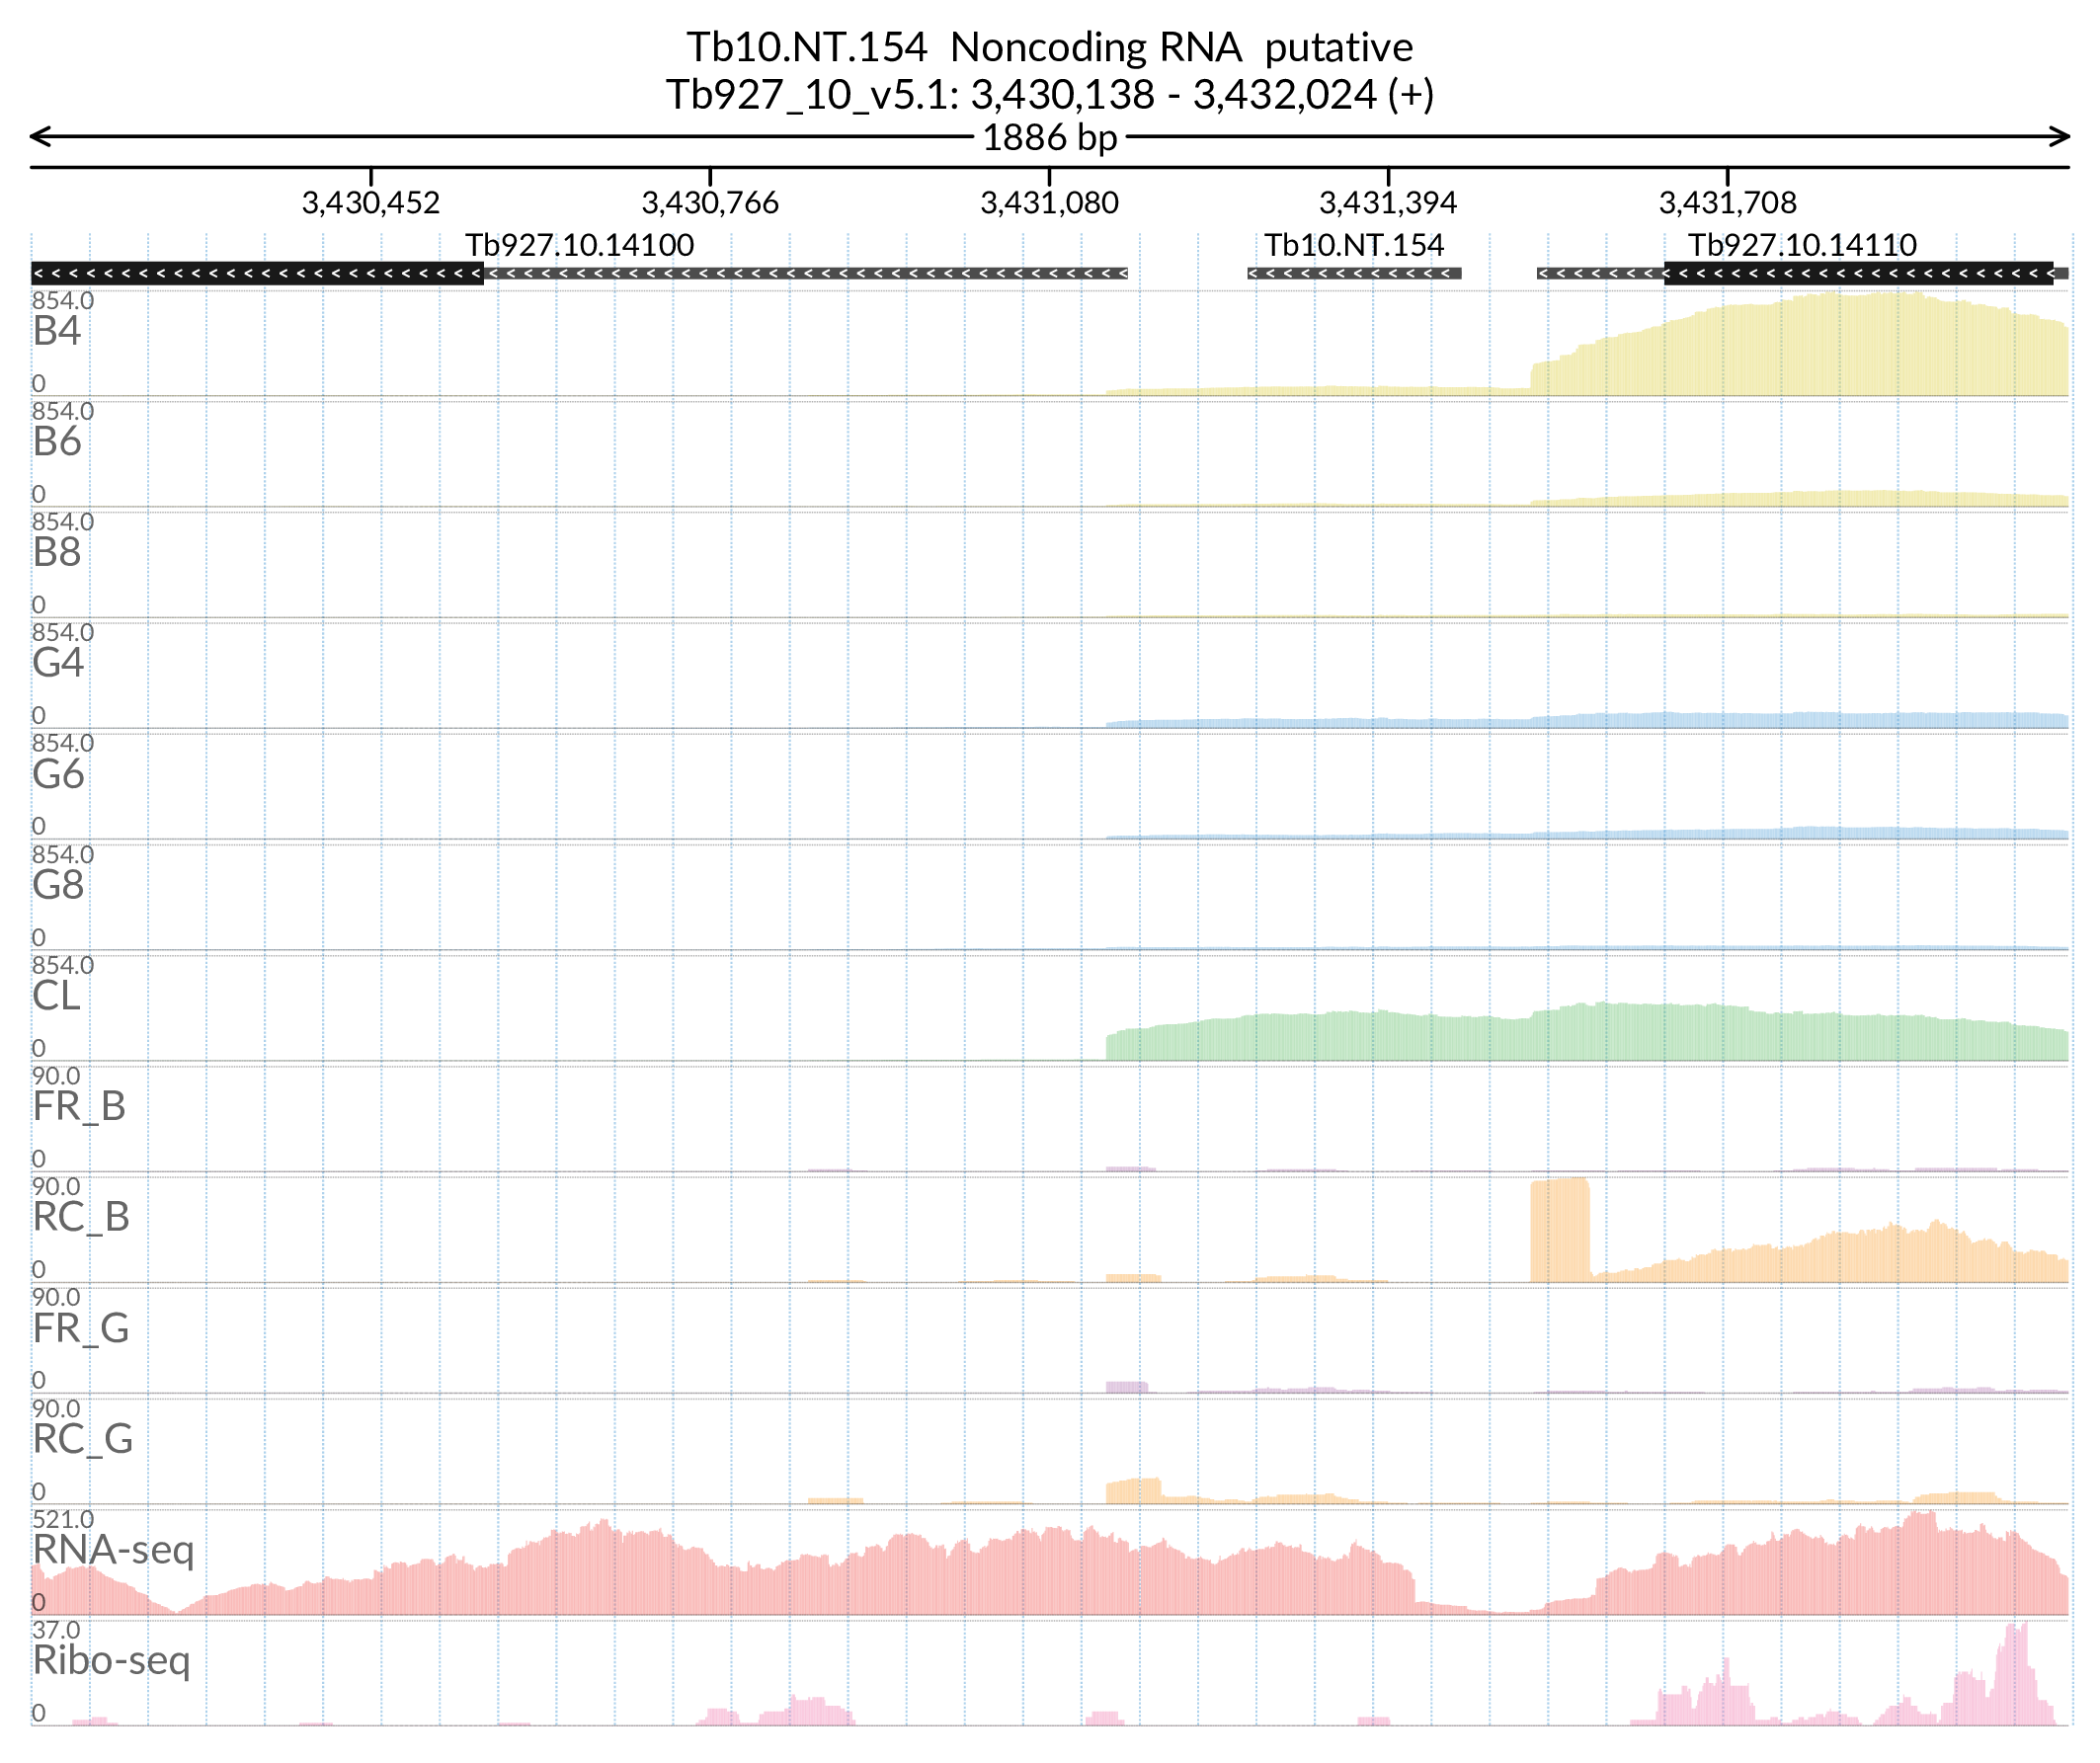 Tb10.NT.154  Noncoding RNA  putative
Tb927_10_v5.1: 3,430,138 - 3,432,024 (+)
1886 bp
3,430,452 3,430,766 3,431,080 3,431,394 3,431,708
Tb927.10.14100 Tb10.NT.154 Tb927.10.14110
854.0
B4
0
854.0
B6
0
854.0
B8
0
854.0
G4
0
854.0
G6
0
854.0
G8
0
854.0
CL
0
90.0
FR_B
0
90.0
RC_B
0
90.0
FR_G
0
90.0
RC_G
0
521.0
RNA-seq
0
37.0
Ribo-seq
0